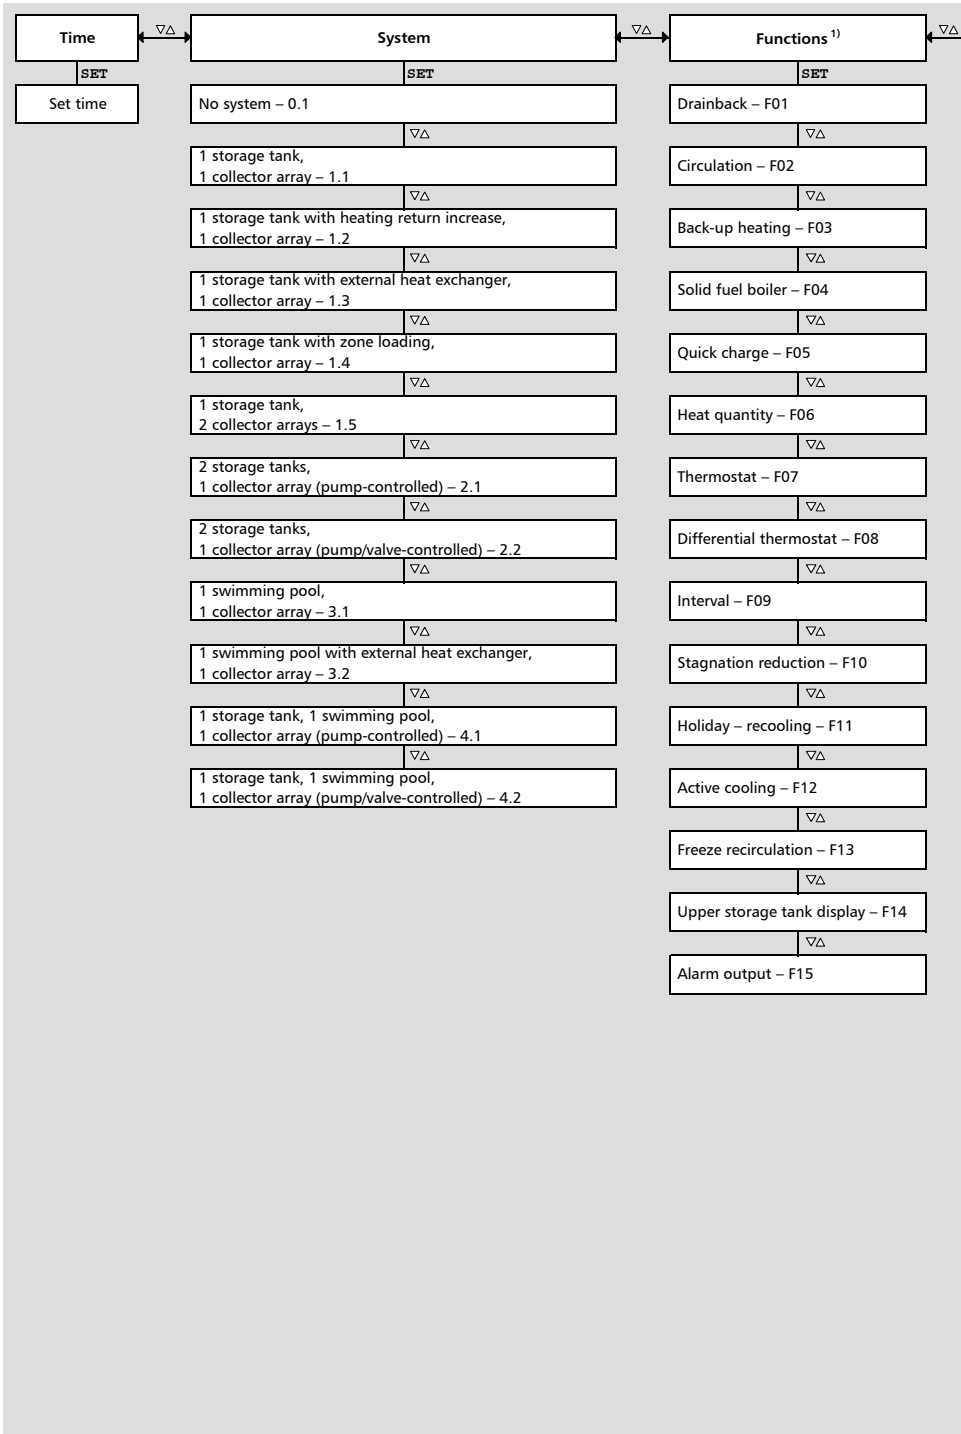 Time
▽△
System
▽△
Functions 1)
▽△
SET
SET
SET
Set time
No system – 0.1
▽△
1 storage tank,
1 collector array – 1.1
▽△
1 storage tank with heating return increase,
1 collector array – 1.2
▽△
1 storage tank with external heat exchanger,
1 collector array – 1.3
▽△
1 storage tank with zone loading,
1 collector array – 1.4
▽△
1 storage tank,
2 collector arrays – 1.5
▽△
2 storage tanks,
1 collector array (pump-controlled) – 2.1
▽△
2 storage tanks,
1 collector array (pump/valve-controlled) – 2.2
▽△
1 swimming pool,
1 collector array – 3.1
▽△
1 swimming pool with external heat exchanger,
1 collector array – 3.2
▽△
1 storage tank, 1 swimming pool,
1 collector array (pump-controlled) – 4.1
▽△
1 storage tank, 1 swimming pool,
1 collector array (pump/valve-controlled) – 4.2
Drainback – F01
▽△
Circulation – F02
▽△
Back-up heating – F03
▽△
Solid fuel boiler – F04
▽△
Quick charge – F05
▽△
Heat quantity – F06
▽△
Thermostat – F07
▽△
Differential thermostat – F08
▽△
Interval – F09
▽△
Stagnation reduction – F10
▽△
Holiday – recooling – F11
▽△
Active cooling – F12
▽△
Freeze recirculation – F13
▽△
Upper storage tank display – F14
▽△
Alarm output – F15